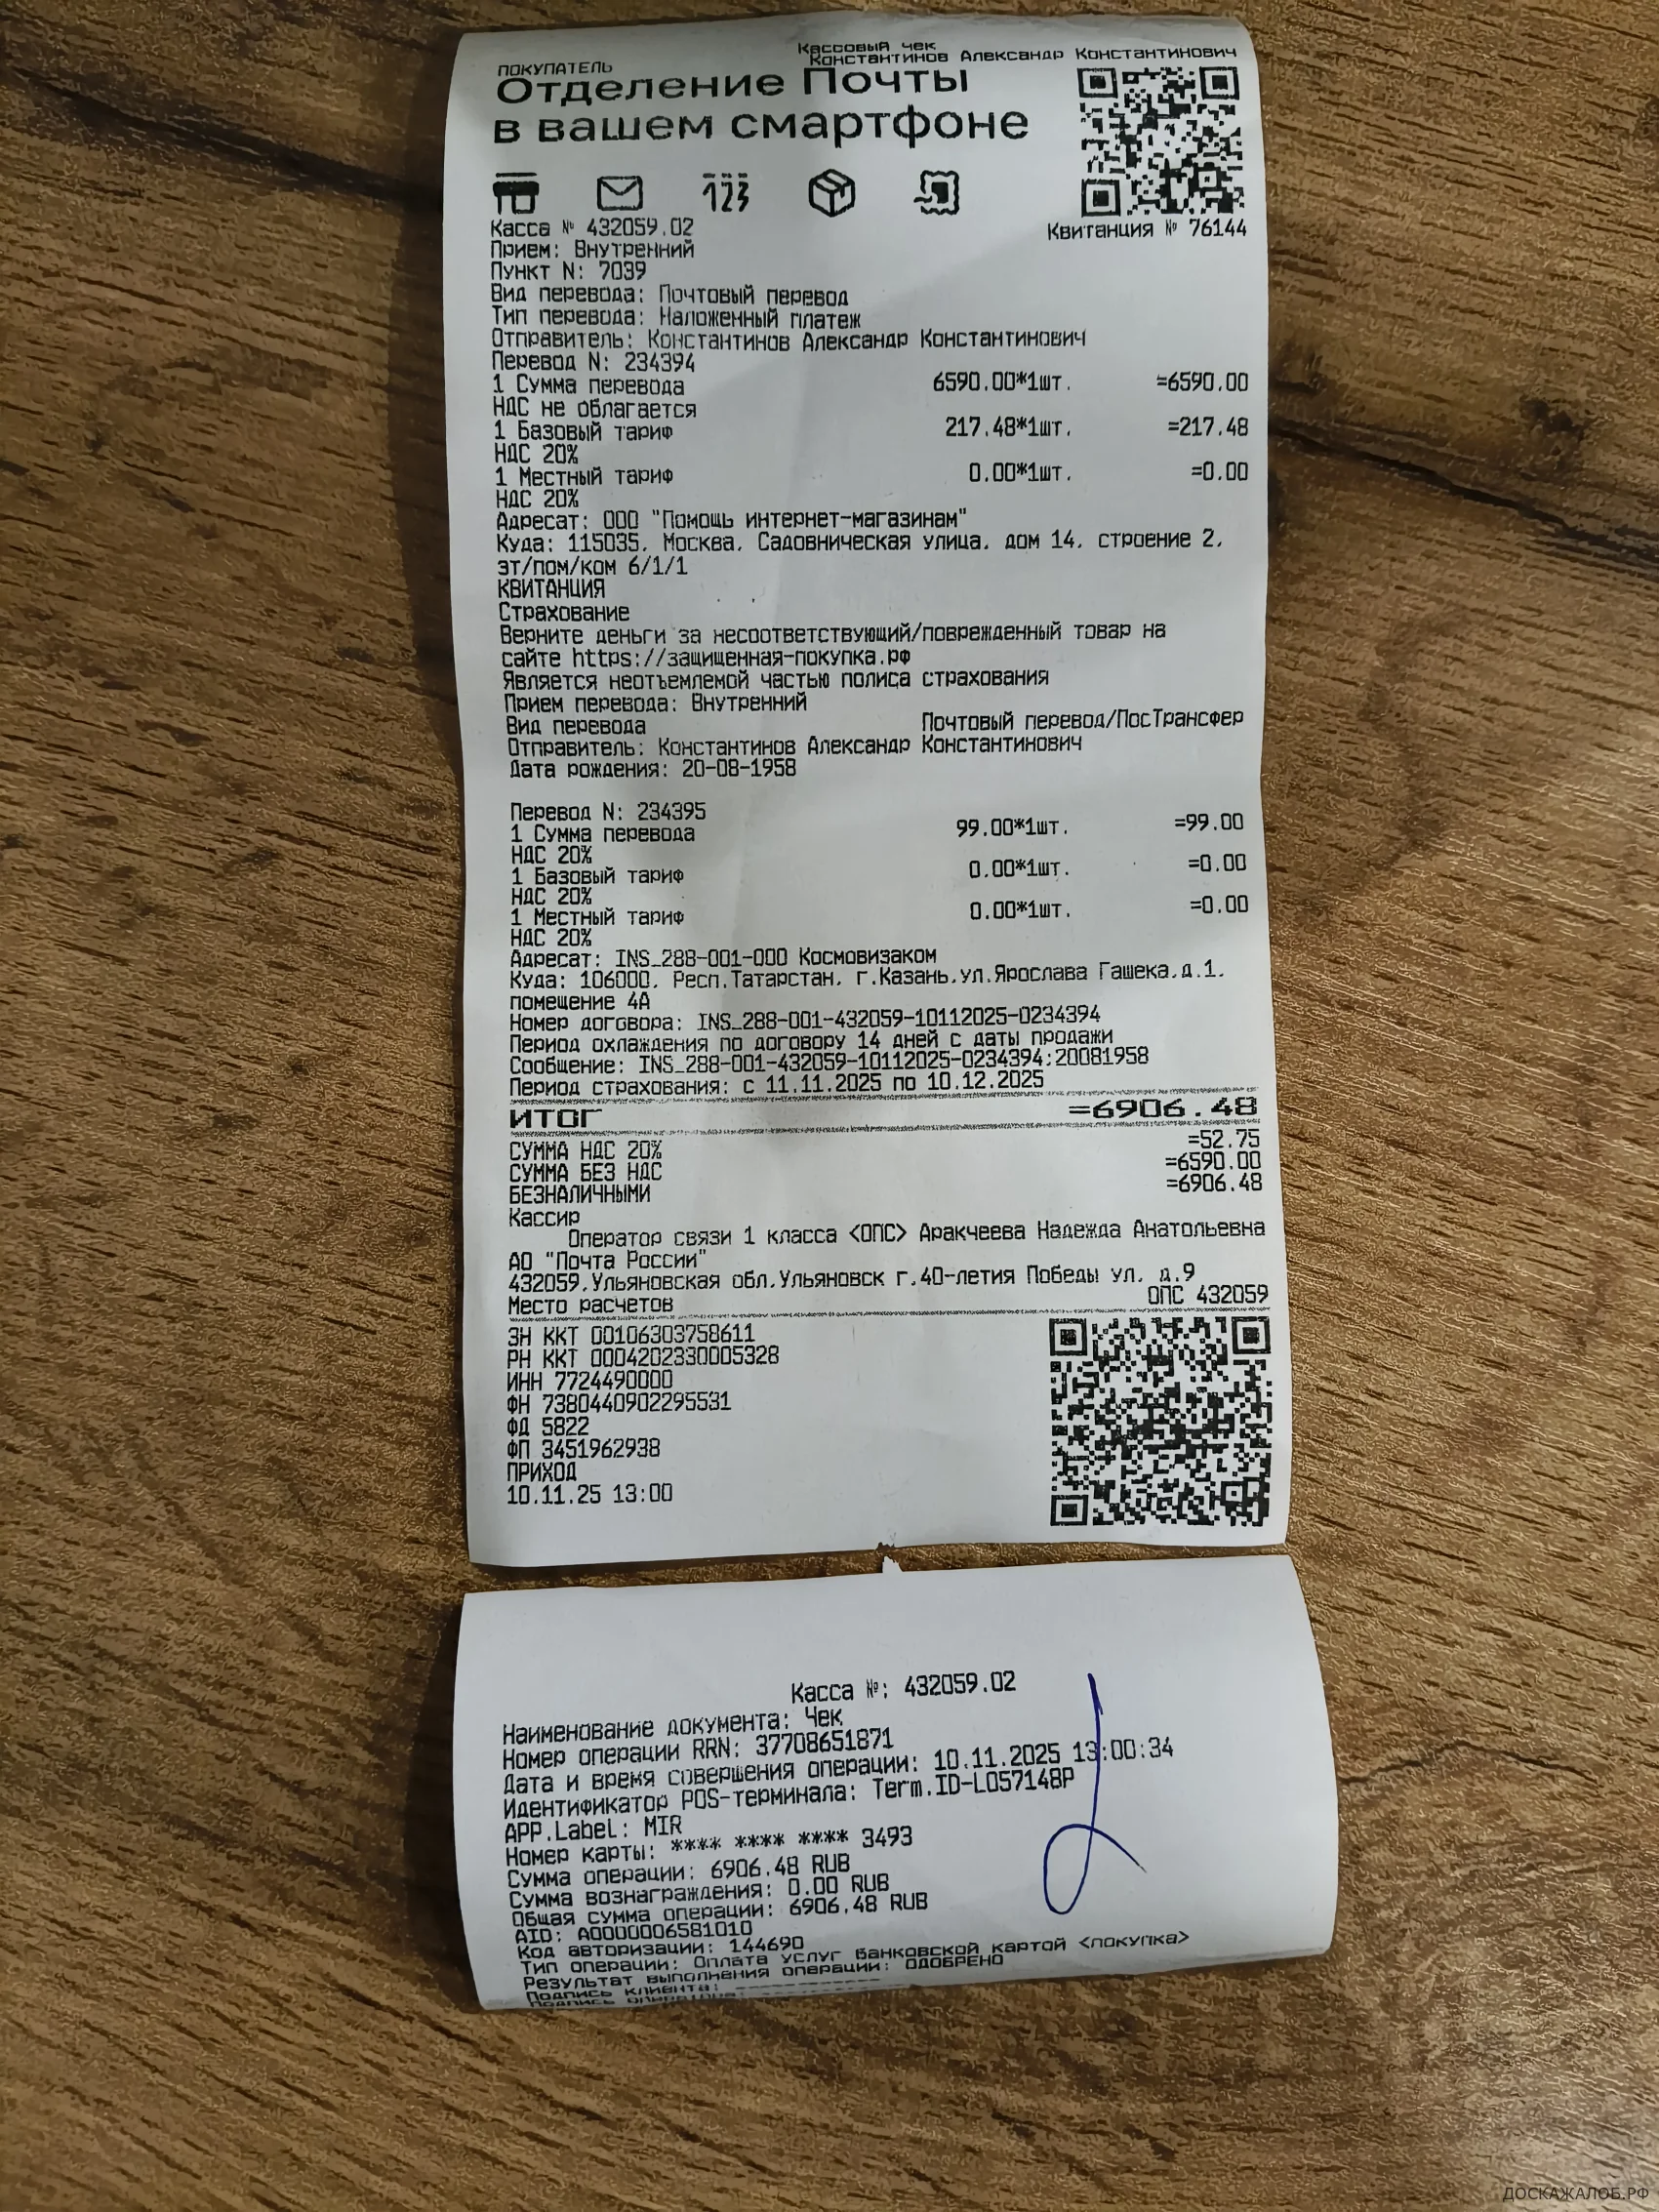 Кассовый чек
ПОКУПАТЕЛЬ Константинов Александр Константинович
Отделение Почты
в вашем смартфоне
123
Касса № 432059.02 Квитанция № 76144
Прием: Внутренний
Пункт N: 7039
Вид перевода: Почтовый перевод
Тип перевода: Наложенный платеж
Отправитель: Константинов Александр Константинович
Перевод N: 234394
1 Сумма перевода 6590.00*1шт. =6590.00
НДС не облагается
1 Базовый тариф 217.48*1шт. =217.48
НДС 20%
1 Местный тариф 0.00*1шт. =0.00
НДС 20%
Адресат: ООО "Помощь интернет-магазинам"
Куда: 115035, Москва, Садовническая улица, дом 14, строение 2,
эт/пом/ком 6/1/1
КВИТАНЦИЯ
Страхование
Верните деньги за несоответствующий/поврежденный товар на
сайте https://защищенная-покупка.рф
Является неотъемлемой частью полиса страхования
Прием перевода: Внутренний
Вид перевода Почтовый перевод/ПосТрансфер
Отправитель: Константинов Александр Константинович
Дата рождения: 20-08-1958
Перевод N: 234395
1 Сумма перевода 99.00*1шт. =99.00
НДС 20%
1 Базовый тариф 0.00*1шт. =0.00
НДС 20%
1 Местный тариф 0.00*1шт. =0.00
НДС 20%
Адресат: INS_288-001-000 Космовизаком
Куда: 106000, Респ.Татарстан, г.Казань,ул.Ярослава Гашека,д.1,
помещение 4А
Номер договора: INS_288-001-432059-10112025-0234394
Период охлаждения по договору 14 дней с даты продажи
Сообщение: INS_288-001-432059-10112025-0234394;20081958
Период страхования: с 11.11.2025 по 10.12.2025
ИТОГ =6906.48
СУММА НДС 20% =52.75
СУММА БЕЗ НДС =6590.00
БЕЗНАЛИЧНЫМИ =6906.48
Кассир
Оператор связи 1 класса <ОПС> Аракчеева Надежда Анатольевна
АО "Почта России"
432059,Ульяновская обл,Ульяновск г,40-летия Победы ул, д.9
Место расчетов ОПС 432059
ЗН ККТ 00106303758611
РН ККТ 0004202330005328
ИНН 7724490000
ФН 7380440902295531
ФД 5822
ФП 3451962938
ПРИХОД
10.11.25 13:00
Касса №: 432059.02
Наименование документа: Чек
Номер операции RRN: 37708651871
Дата и время совершения операции: 10.11.2025 13:00:34
Идентификатор POS-терминала: Term.ID-L057148P
APP.Label: MIR
Номер карты: **** **** **** 3493
Сумма операции: 6906.48 RUB
Сумма вознаграждения: 0.00 RUB
Общая сумма операции: 6906.48 RUB
AID: A0000006581010
Код авторизации: 144690
Тип операции: Оплата услуг банковской картой <покупка>
Результат выполнения операции: ОДОБРЕНО
Подпись клиента:
Подпись оператора:
ДОСКАЖАЛОБ.РФ